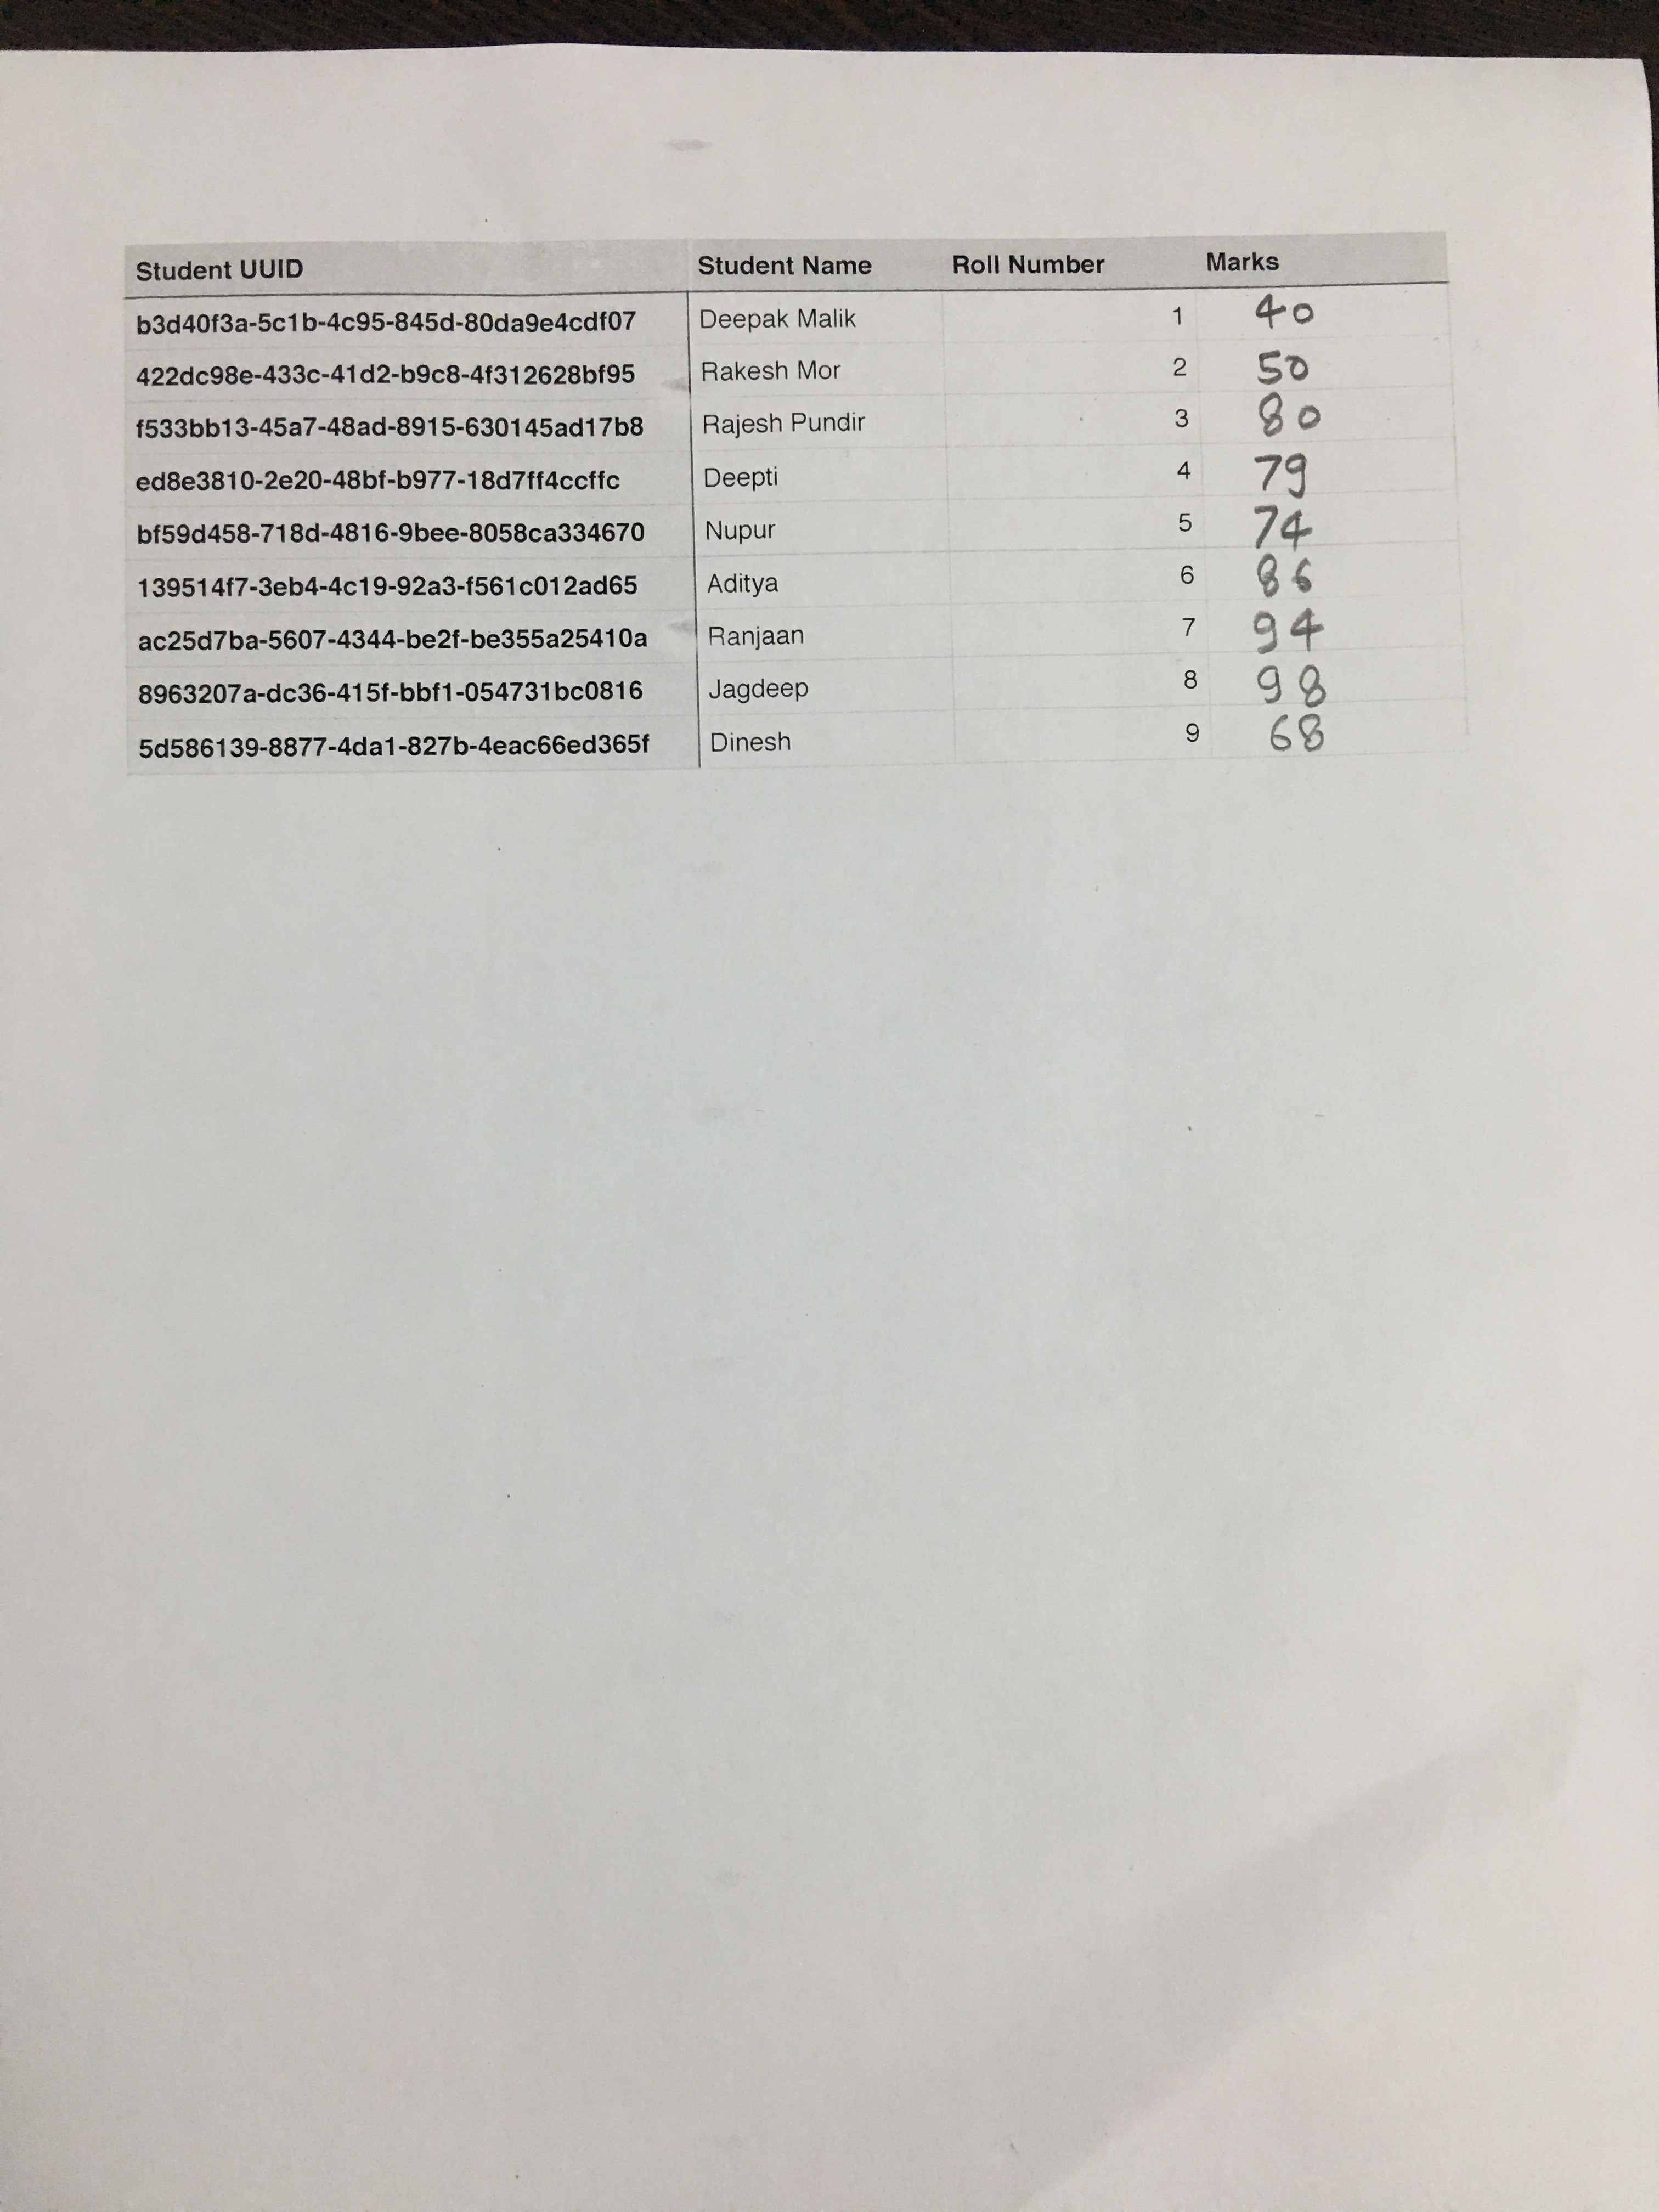 Student UUID Student Name Roll Number Marks
b3d40f3a-5c1b-4c95-845d-80da9e4cdf07 Deepak Malik 1 40
422dc98e-433c-41d2-b9c8-4f312628bf95 Rakesh Mor 2 50
f533bb13-45a7-48ad-8915-630145ad17b8 Rajesh Pundir 3 80
ed8e3810-2e20-48bf-b977-18d7ff4ccffc Deepti 4 79
bf59d458-718d-4816-9bee-8058ca334670 Nupur 5 74
139514f7-3eb4-4c19-92a3-f561c012ad65 Aditya 6 86
ac25d7ba-5607-4344-be2f-be355a25410a Ranjaan 7 94
8963207a-dc36-415f-bbf1-054731bc0816 Jagdeep 8 98
5d586139-8877-4da1-827b-4eac66ed365f Dinesh 9 68